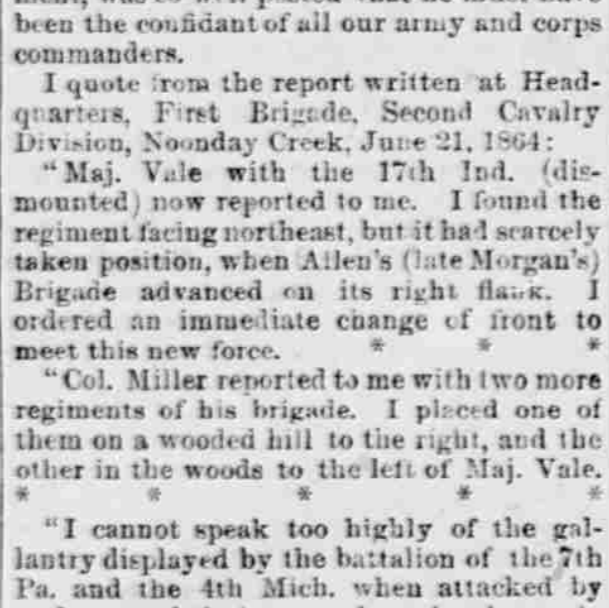 been the confidant of all our army and corps
commanders.
I quote from the report written at Head-
quarters, First Brigade, Second Cavalry
Division, Noonday Creek, June 21, 1864:
"Maj. Vale with the 17th Ind. (dis-
mounted) now reported to me. I found the
regiment facing northeast, but it had scarcely
taken position, when Allen's (late Morgan's)
Brigade advanced on its right flank. I
ordered an immediate change of front to
meet this new force. * * *
"Col. Miller reported to me with two more
regiments of his brigade. I placed one of
them on a wooded hill to the right, and the
other in the woods to the left of Maj. Vale.
* * * * *
"I cannot speak too highly of the gal-
lantry displayed by the battalion of the 7th
Pa. and the 4th Mich. when attacked by